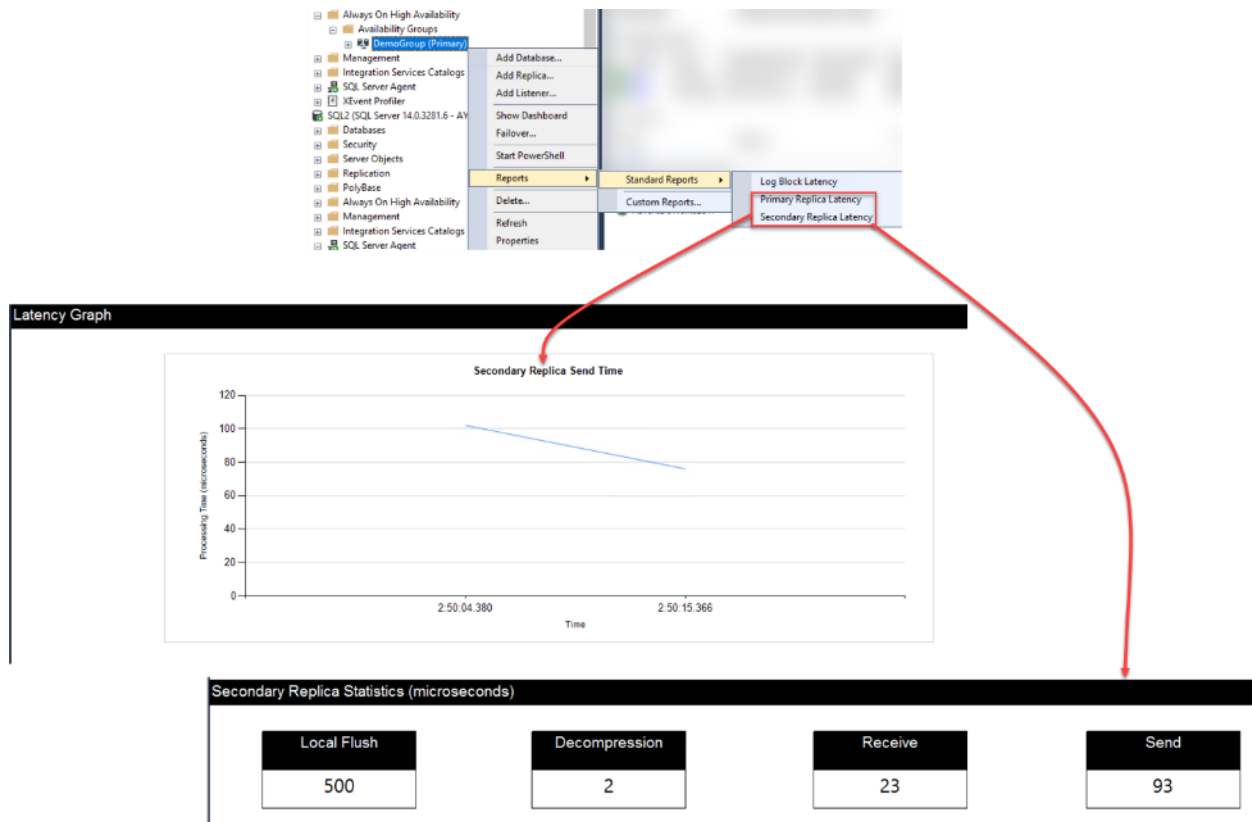 Always On High Availability
Availability Groups
DemoGroup (Primary)
Management
Integration Services Catalogs
SQL Server Agent
XEvent Profiler
SQL2 (SQL Server 14.0.3281.6 - AY
Databases
Security
Server Objects
Replication
PolyBase
Always On High Availability
Management
Integration Services Catalogs
SQL Server Agent
Add Database...
Add Replica...
Add Listener...
Show Dashboard
Failover...
Start PowerShell
Reports
Delete...
Refresh
Properties
Standard Reports
Custom Reports...
Log Block Latency
Primary Replica Latency
Secondary Replica Latency
Latency Graph
Secondary Replica Send Time
Processing Time (microseconds)
120
100
80
60
40
20
0
2:50:04.380 2:50:15.366
Time
Secondary Replica Statistics (microseconds)
Local Flush Decompression Receive Send
500 2 23 93